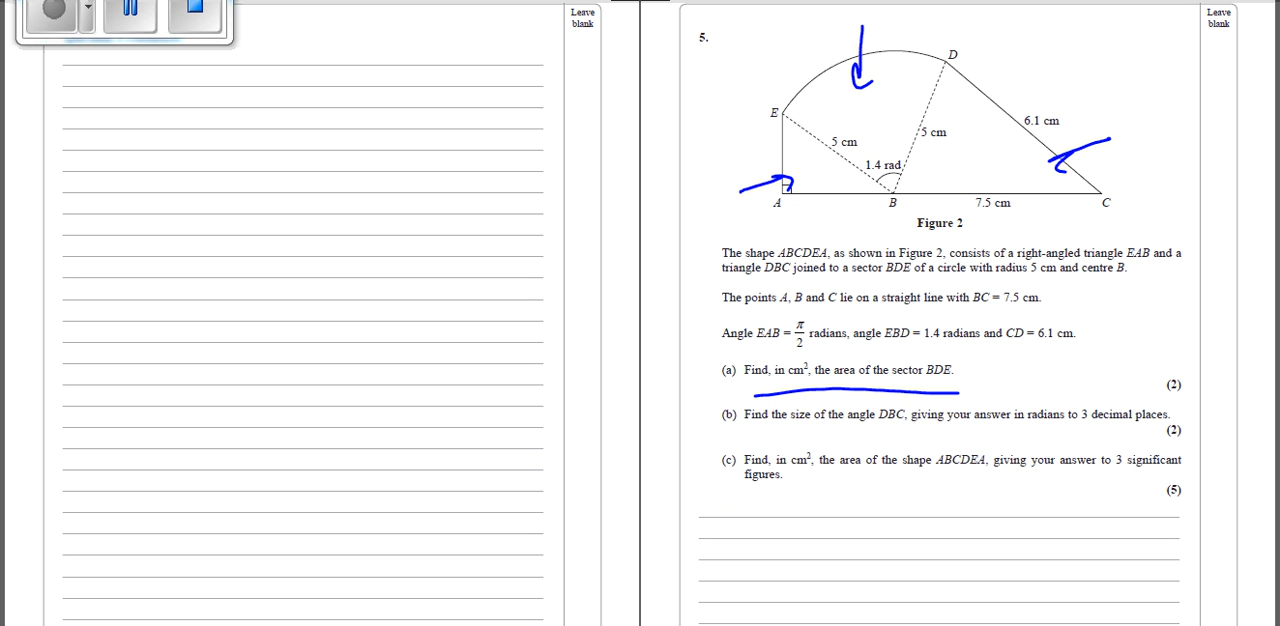 Leave
blank
Leave
blank
5.
D
E
6.1 cm
5 cm
5 cm
1.4 rad
A
B
7.5 cm
C
Figure 2
The shape ABCDEA, as shown in Figure 2, consists of a right-angled triangle EAB and a
triangle DBC joined to a sector BDE of a circle with radius 5 cm and centre B.
The points A, B and C lie on a straight line with BC = 7.5 cm.
Angle EAB = π/2 radians, angle EBD = 1.4 radians and CD = 6.1 cm.
(a) Find, in cm², the area of the sector BDE.
(2)
(b) Find the size of the angle DBC, giving your answer in radians to 3 decimal places.
(2)
(c) Find, in cm², the area of the shape ABCDEA, giving your answer to 3 significant
figures.
(5)